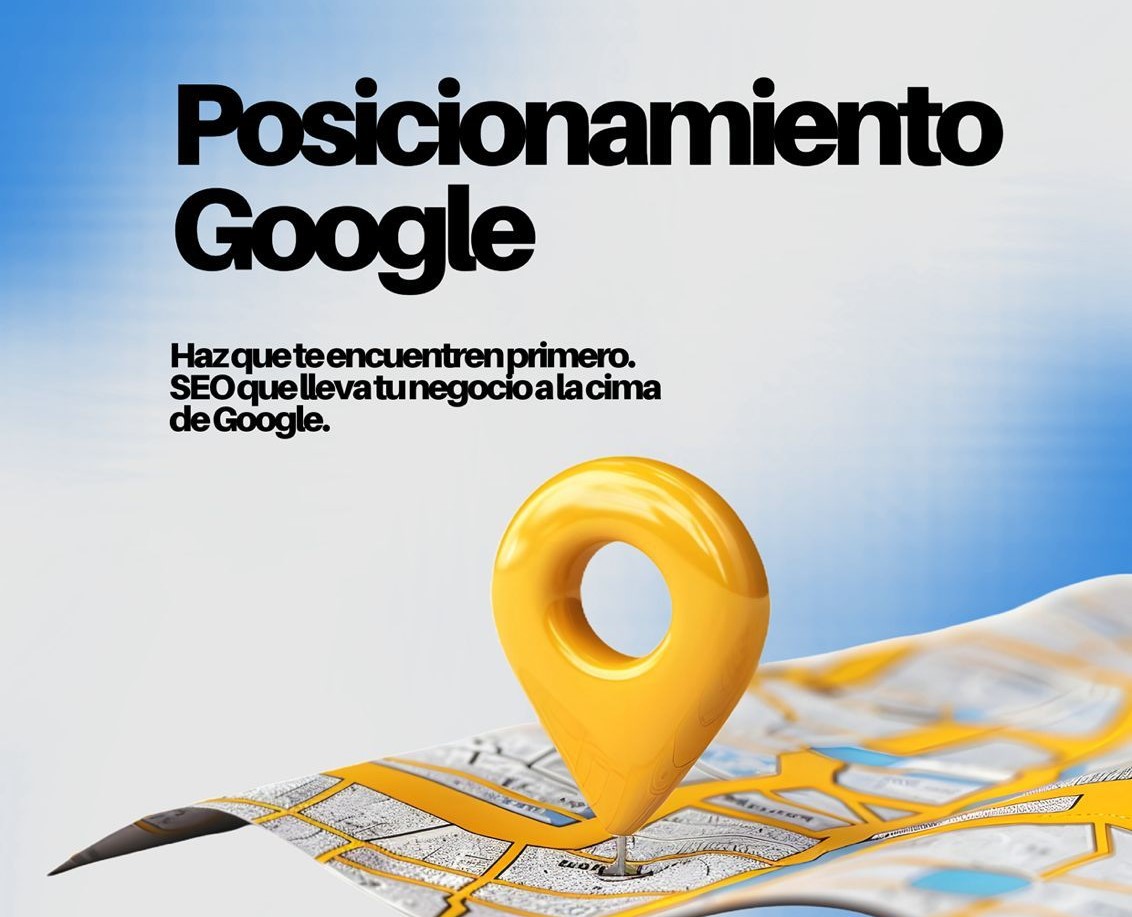 Posicionamiento
Google
Haz que te encuentren primero.
SEO que lleva tu negocio a la cima
de Google.